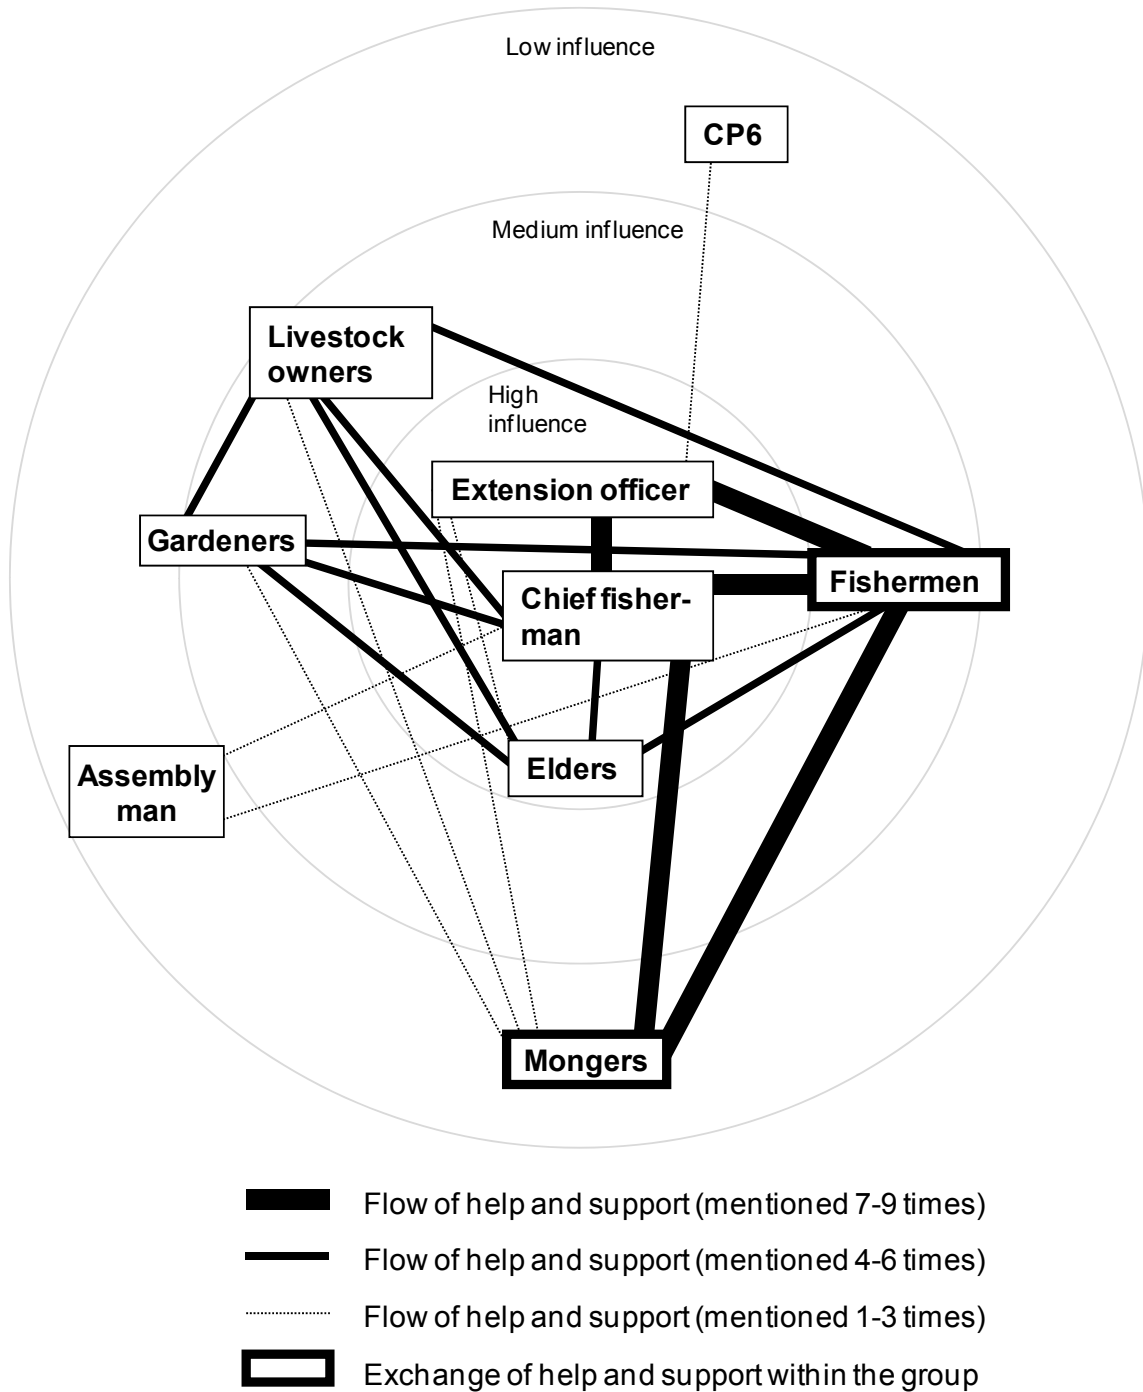 Low influence
CP6
Medium influence
Livestock
owners
High
influence
Extension officer
Gardeners
Fishermen
Chief fisher-
man
Assembly
man
Elders
Mongers
Flow of help and support (mentioned 7-9 times)
Flow of help and support (mentioned 4-6 times)
Flow of help and support (mentioned 1-3 times)
Exchange of help and support within the group